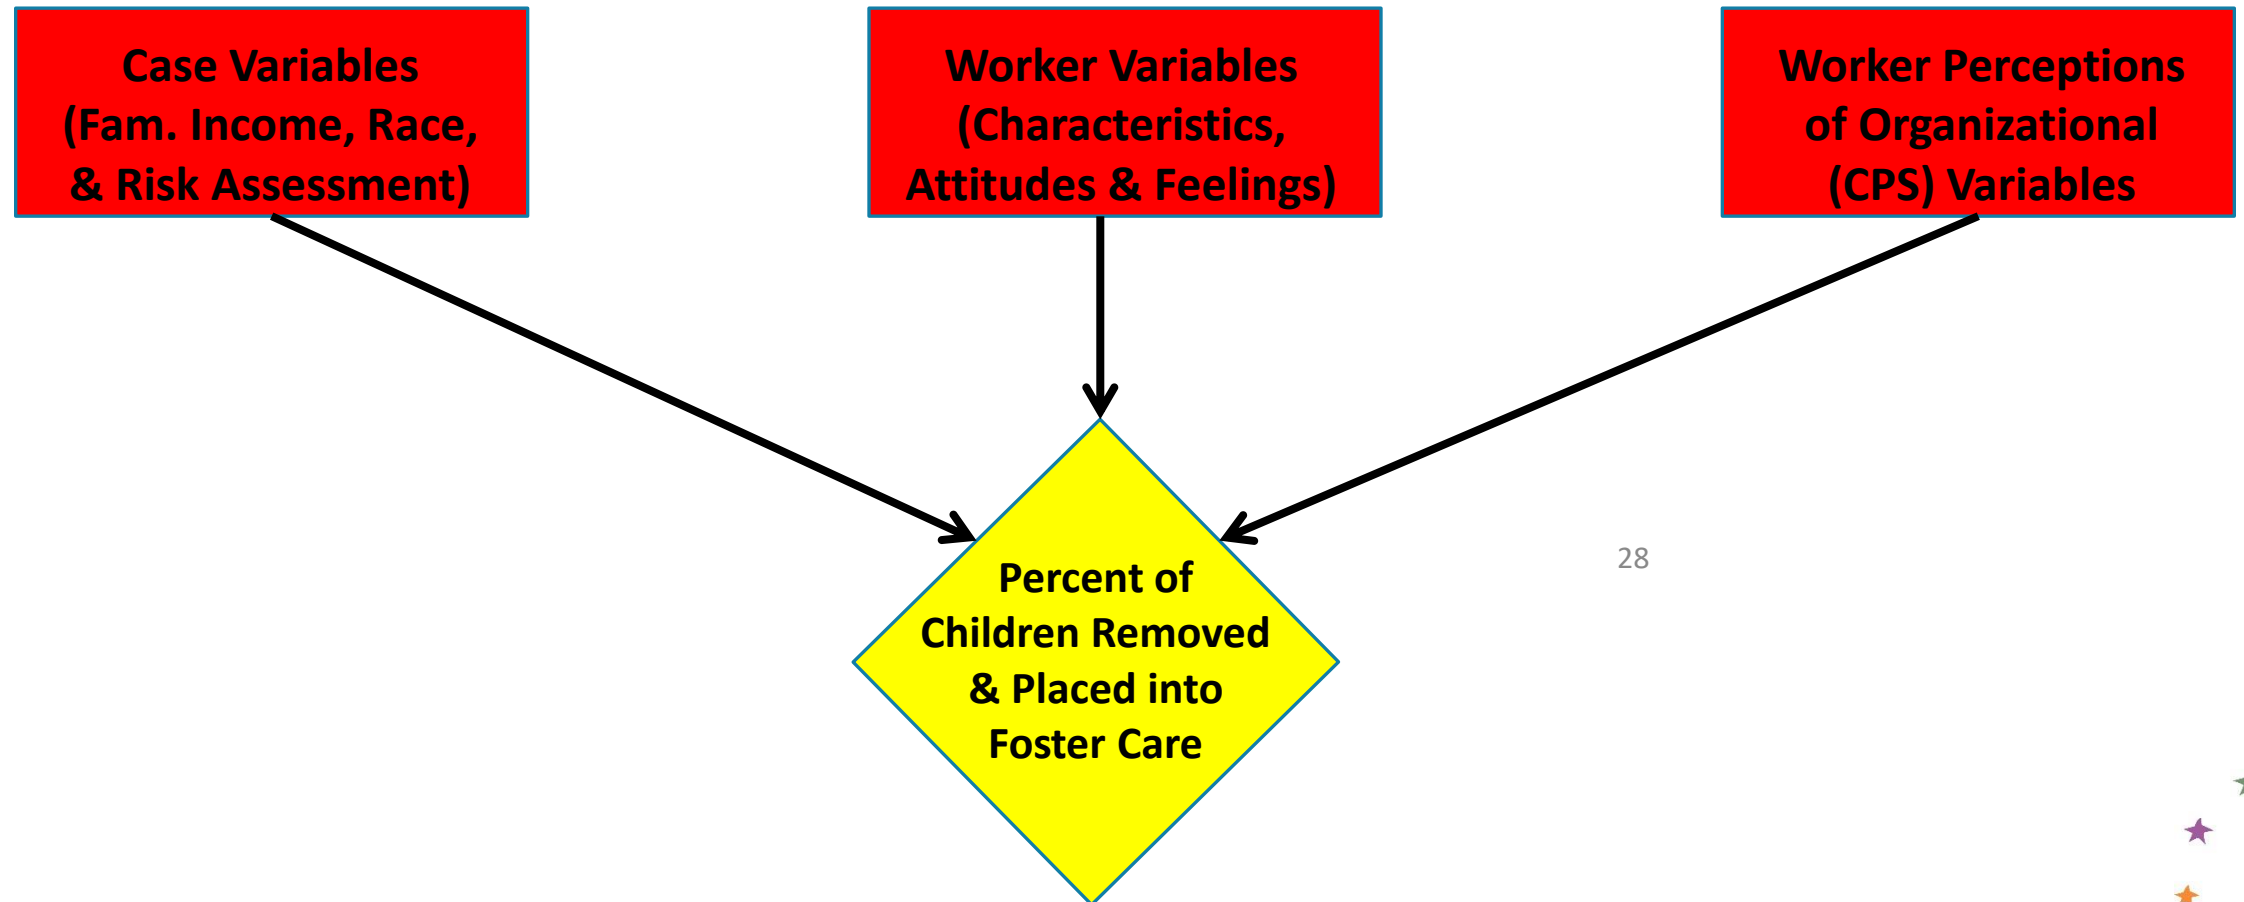 Case Variables
(Fam. Income, Race,
& Risk Assessment)
Worker Variables
(Characteristics,
Attitudes & Feelings)
Worker Perceptions
of Organizational
(CPS) Variables
Percent of
Children Removed
& Placed into
Foster Care
28